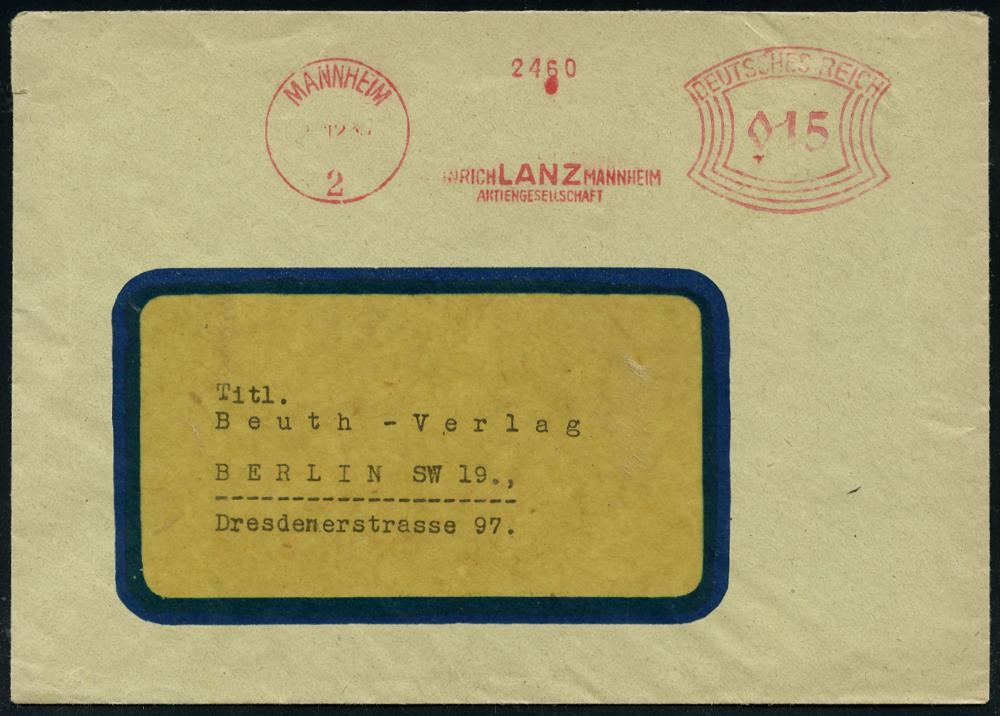 MANNHEIM
2
2460
LANZ MANNHEIM
AKTIENGESELLSCHAFT
DEUTSCHES REICH
015
Titl.
Beuth-Verlag
BERLIN SW 19.,
Dresdenerstrasse 97.